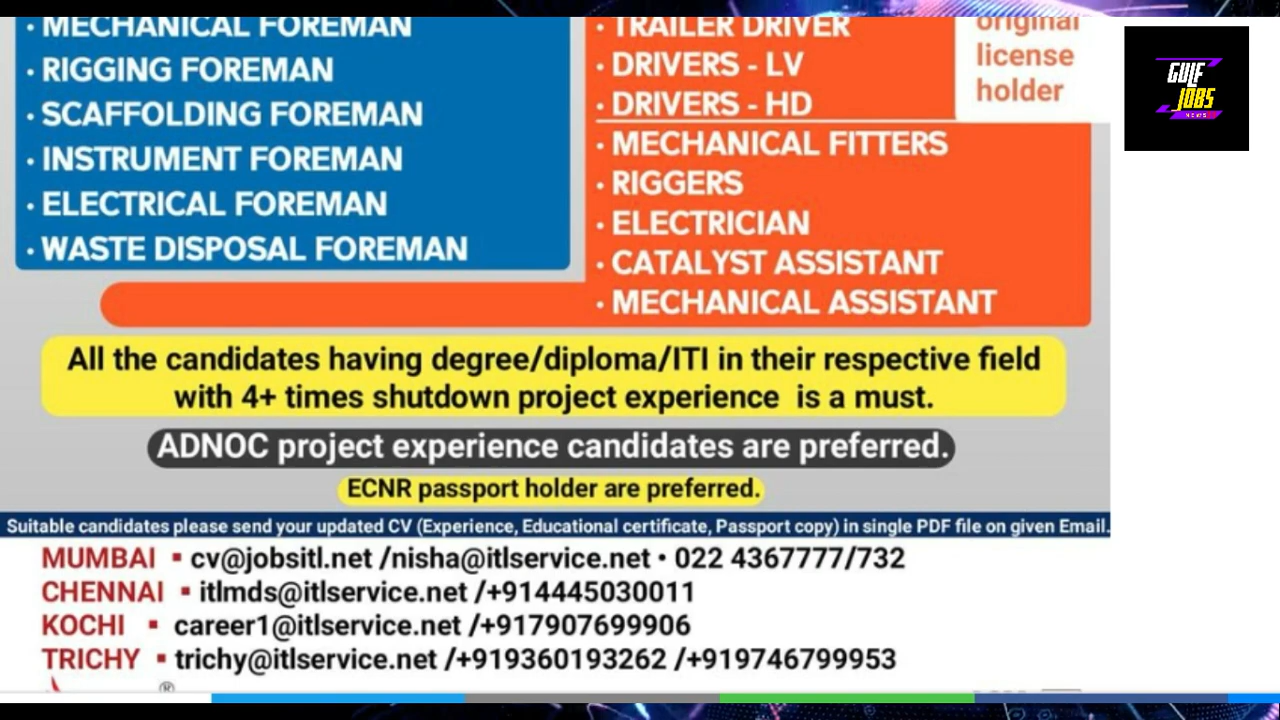 • MECHANICAL FOREMAN
• RIGGING FOREMAN
• SCAFFOLDING FOREMAN
• INSTRUMENT FOREMAN
• ELECTRICAL FOREMAN
• WASTE DISPOSAL FOREMAN
• TRAILER DRIVER
• DRIVERS - LV
• DRIVERS - HD
original
license
holder
• MECHANICAL FITTERS
• RIGGERS
• ELECTRICIAN
• CATALYST ASSISTANT
• MECHANICAL ASSISTANT
GULF
JOBS
NEWS
All the candidates having degree/diploma/ITI in their respective field
with 4+ times shutdown project experience is a must.
ADNOC project experience candidates are preferred.
ECNR passport holder are preferred.
Suitable candidates please send your updated CV (Experience, Educational certificate, Passport copy) in single PDF file on given Email.
MUMBAI ▪ cv@jobsitl.net /nisha@itlservice.net • 022 4367777/732
CHENNAI ▪ itlmds@itlservice.net /+914445030011
KOCHI ▪ career1@itlservice.net /+917907699906
TRICHY ▪ trichy@itlservice.net /+919360193262 /+919746799953
®